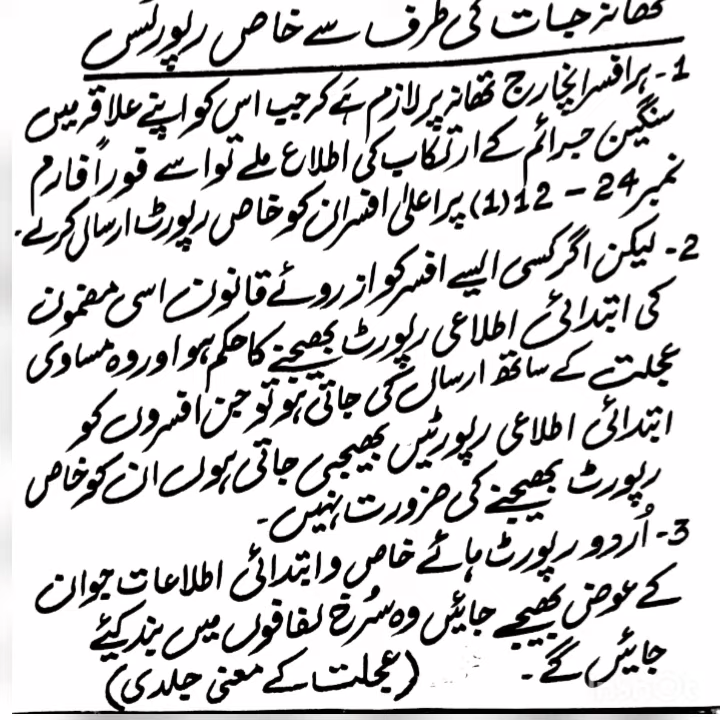 تھانہ جات کی طرف سے خاص رپورٹس
1- ہر افسر انچارج تھانہ پر لازم ہے کہ جب اس کو اپنے علاقہ میں
سنگین جرائم کے ارتکاب کی اطلاع ملے تو اسے فوراً فارم
نمبر 24 – 12 (1) پر اعلیٰ افسران کو خاص رپورٹ ارسال کرلے۔
2- لیکن اگر کسی ایسے افسر کو از روئے قانون اسی مضمون
کی ابتدائی اطلاعی رپورٹ بھیجنے کا حکم ہو اور وہ مساوی
عجلت کے ساتھ ارسال کی جاتی ہو تو جن افسروں کو
ابتدائی اطلاعی رپورٹیں بھیجی جاتی ہوں ان کو خاص
رپورٹ بھیجنے کی ضرورت نہیں۔
3- اُردو رپورٹ ہائے خاص و ابتدائی اطلاعات جو ان
کے عوض بھیجے جائیں وہ سُرخ لفافوں میں بند کیئے
جائیں گے۔ (عجلت کے معنی جلدی)
InShOt